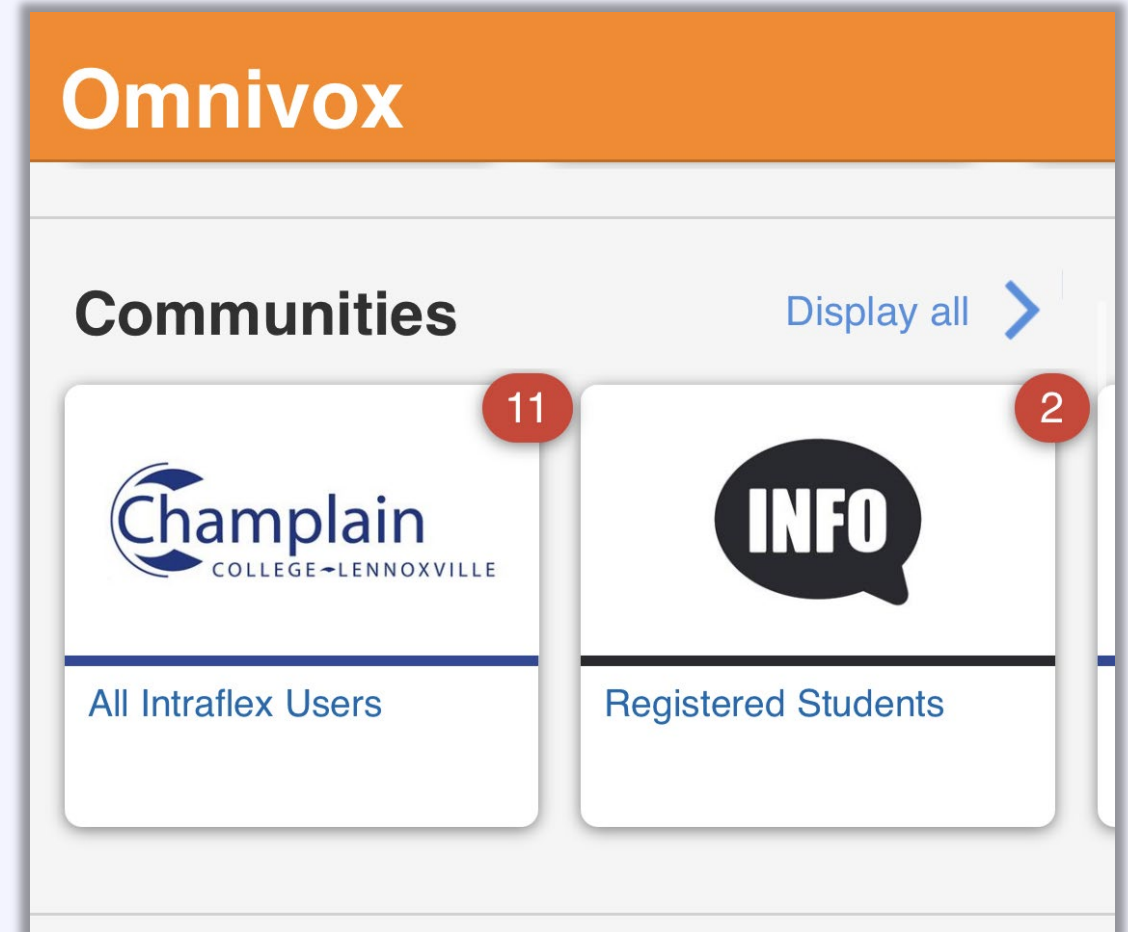 Omnivox
Communities
Display all
11
2
Champlain
COLLEGE LENNOXVILLE
INFO
All Intraflex Users
Registered Students